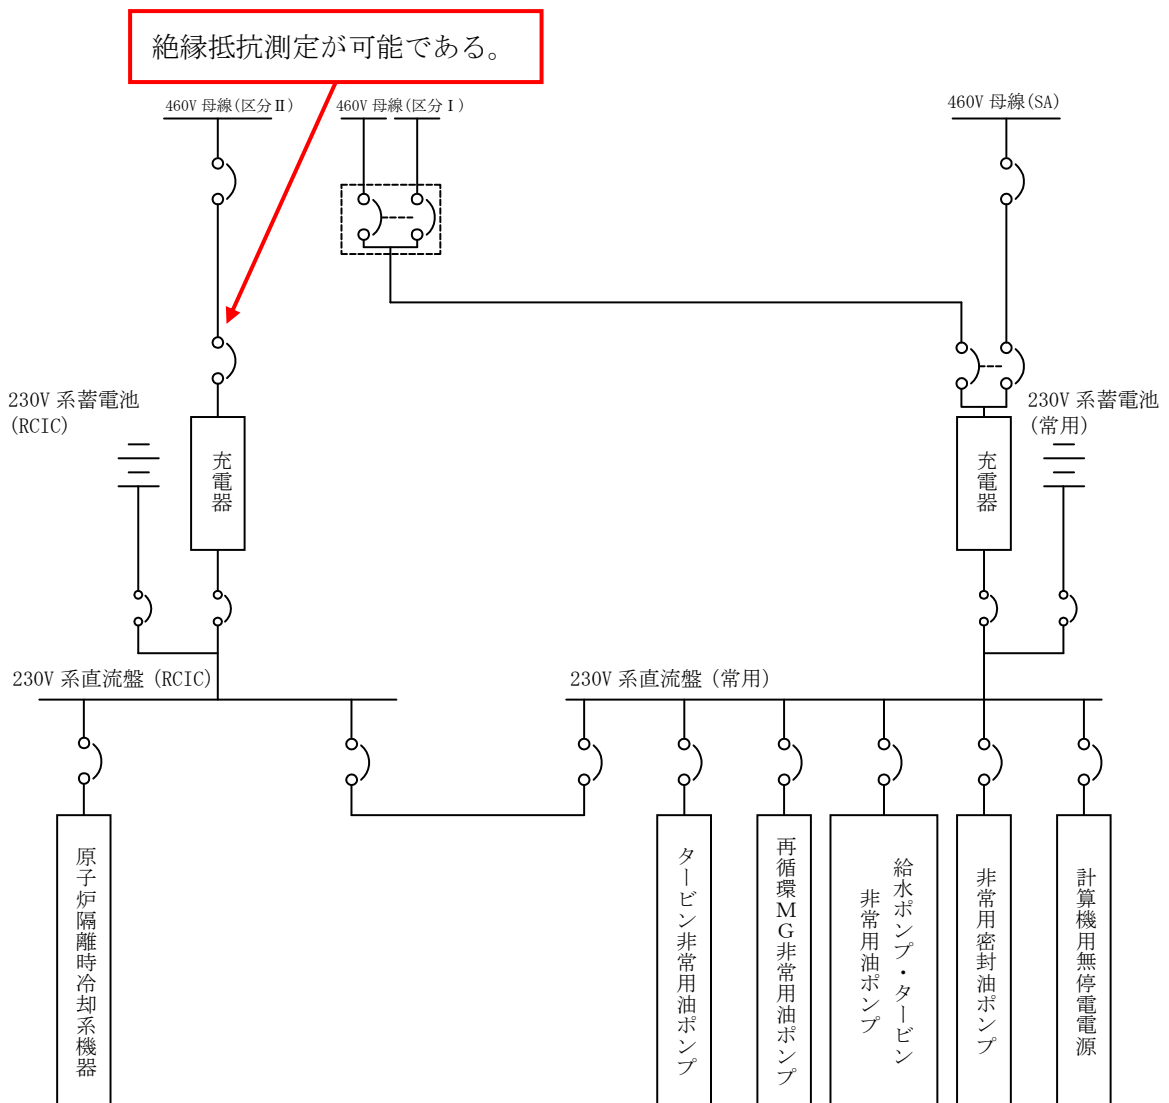 絶縁抵抗測定が可能である。
460V 母線(区分Ⅱ)
460V 母線(区分Ⅰ)
460V 母線(SA)
230V 系蓄電池
(RCIC)
充電器
230V 系蓄電池
(常用)
充電器
230V 系直流盤 (RCIC)
230V 系直流盤 (常用)
原子炉隔離時冷却系機器
タービン非常用油ポンプ
再循環MG非常用油ポンプ
給水ポンプ・タービン
非常用油ポンプ
非常用密封油ポンプ
計算機用無停電電源